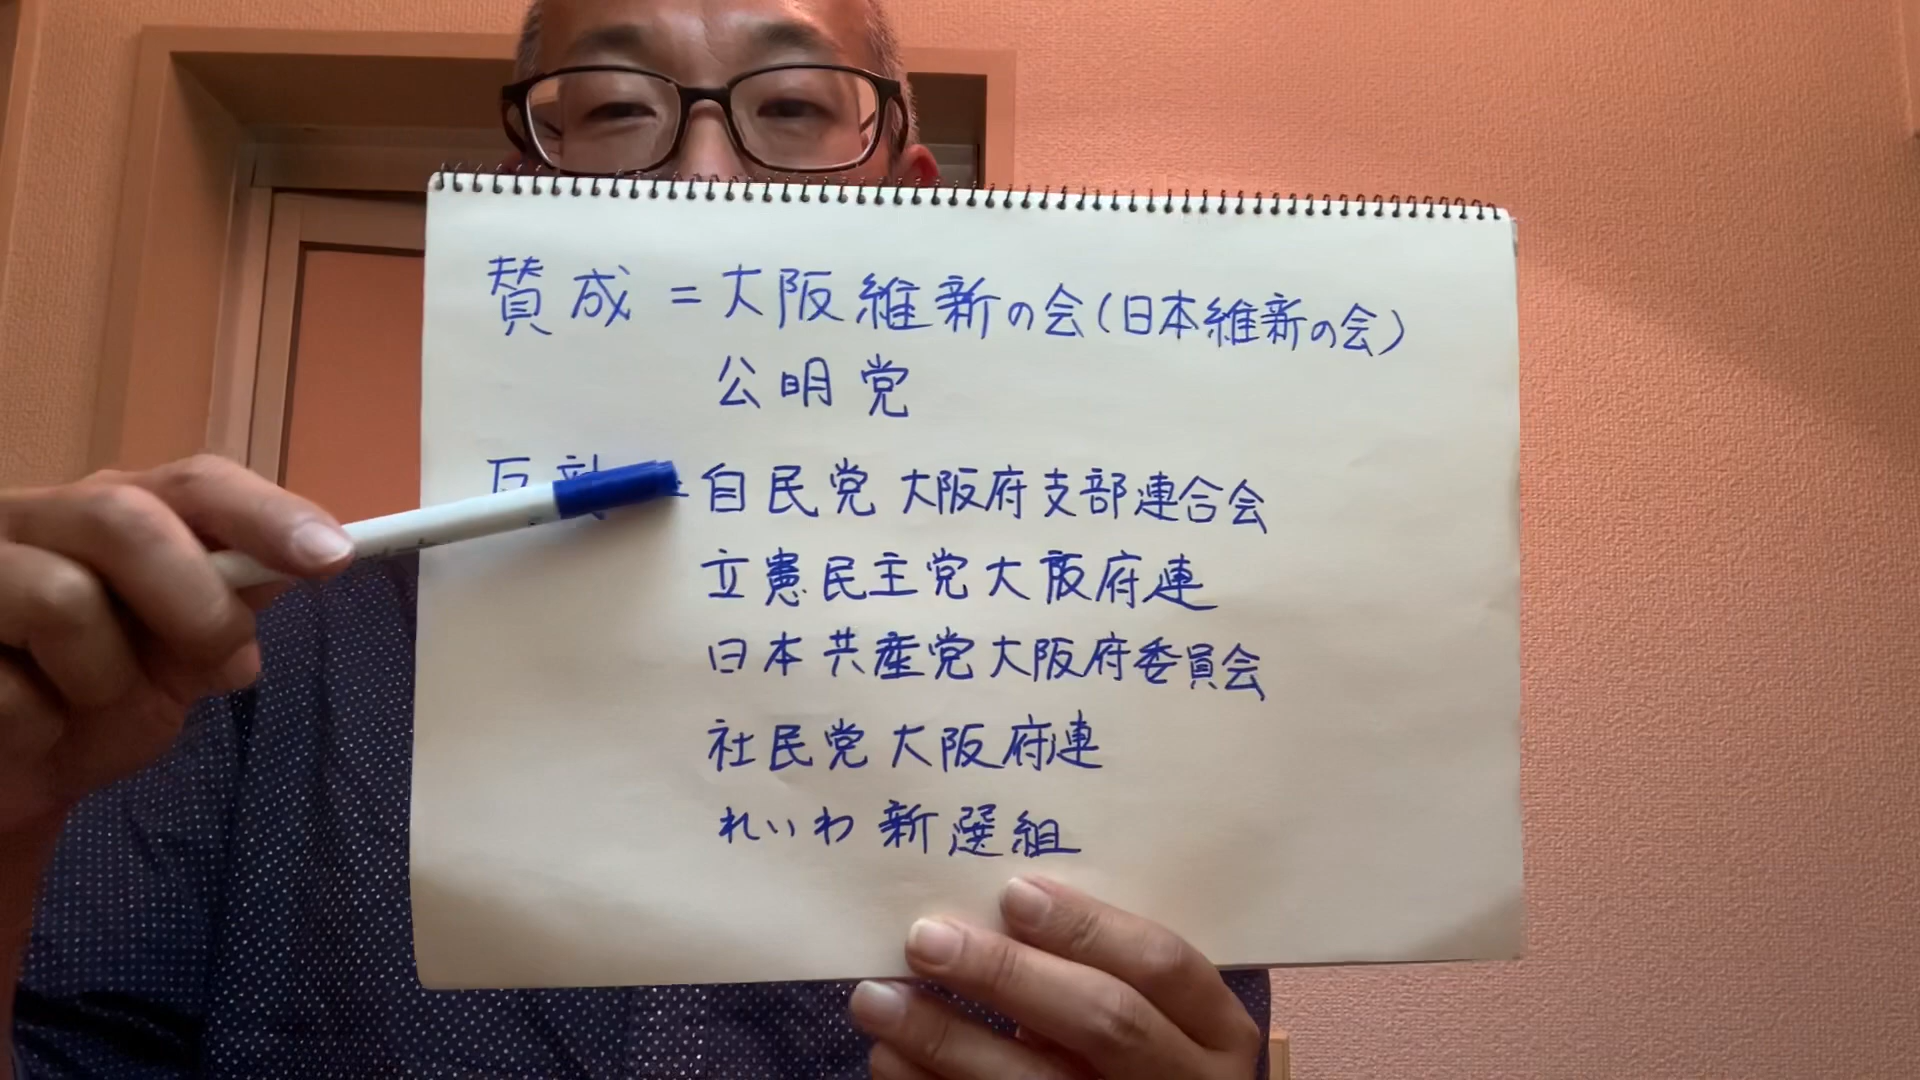 賛成=大阪維新の会(日本維新の会)
公明党
反対=自民党 大阪府支部連合会
立憲民主党大阪府連
日本共産党大阪府委員会
社民党大阪府連
れいわ新選組